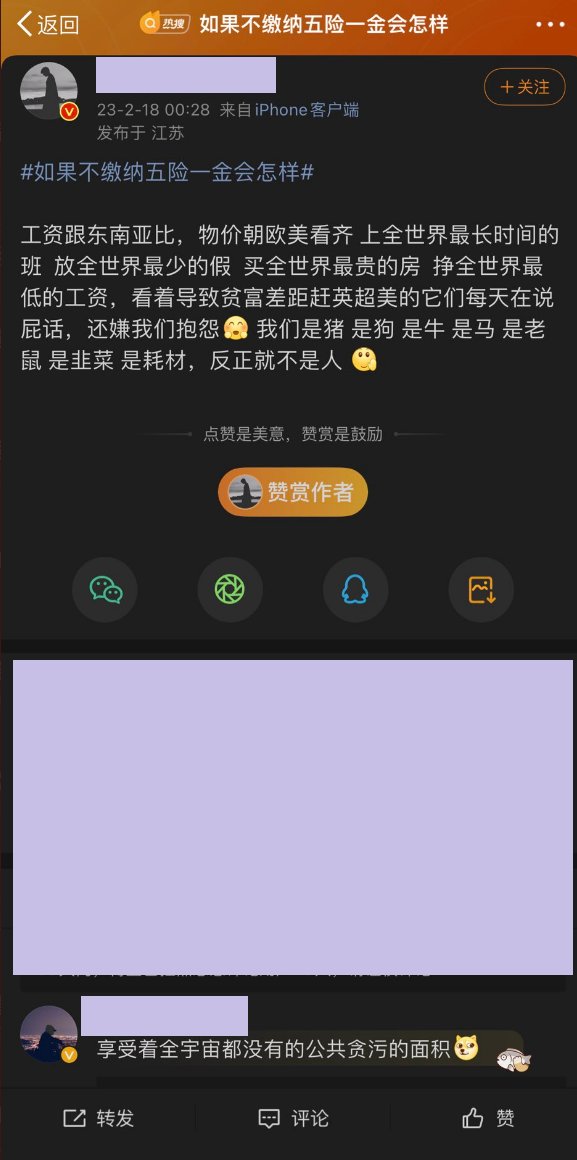 返回
热搜
如果不缴纳五险一金会怎样
23-2-18 00:28 来自iPhone客户端
+关注
发布于 江苏
#如果不缴纳五险一金会怎样#
工资跟东南亚比，物价朝欧美看齐 上全世界最长时间的
班 放全世界最少的假 买全世界最贵的房 挣全世界最
低的工资，看着导致贫富差距赶英超美的它们每天在说
屁话，还嫌我们抱怨🤗 我们是猪 是狗 是牛 是马 是老
鼠 是韭菜 是耗材，反正就不是人
点赞是美意，赞赏是鼓励
赞赏作者
享受着全宇宙都没有的公共贪污的面积
转发
评论
赞